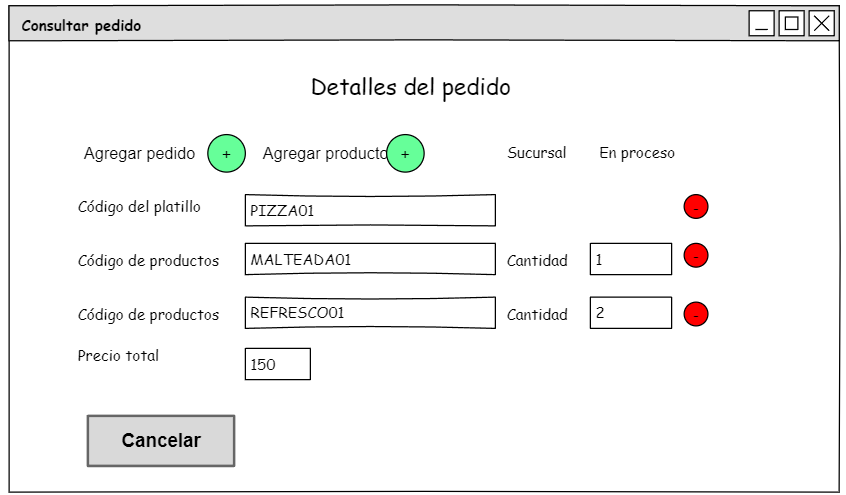 Consultar pedido
Detalles del pedido
Agregar pedido + Agregar producto + Sucursal En proceso
Código del platillo PIZZA01 -
Código de productos MALTEADA01 Cantidad 1 -
Código de productos REFRESCO01 Cantidad 2 -
Precio total 150
Cancelar